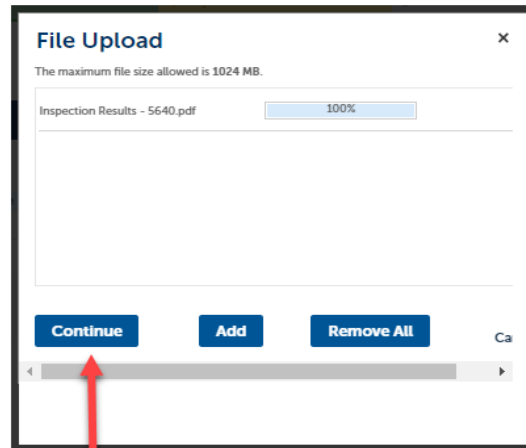 File Upload
×
The maximum file size allowed is 1024 MB.
Inspection Results - 5640.pdf 100%
Continue Add Remove All